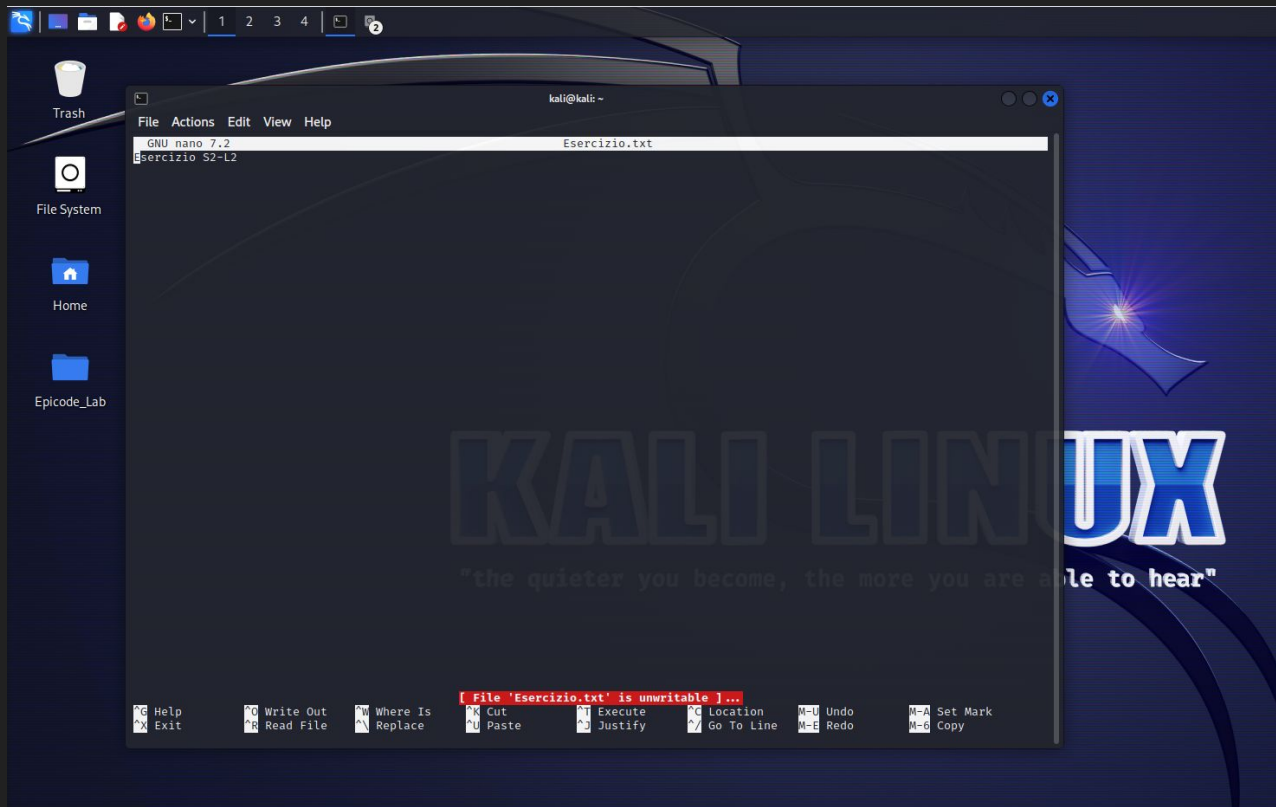 1 2 3 4
2
Trash
File System
Home
Epicode_Lab
kali@kali: ~
File Actions Edit View Help
GNU nano 7.2 Esercizio.txt
Esercizio S2-L2
KALI LINUX
"the quieter you become, the more you are able to hear"
[ File 'Esercizio.txt' is unwritable ]...
^G Help ^O Write Out ^W Where Is ^K Cut ^T Execute ^C Location M-U Undo M-A Set Mark
^X Exit ^R Read File ^\ Replace ^U Paste ^J Justify ^/ Go To Line M-E Redo M-6 Copy